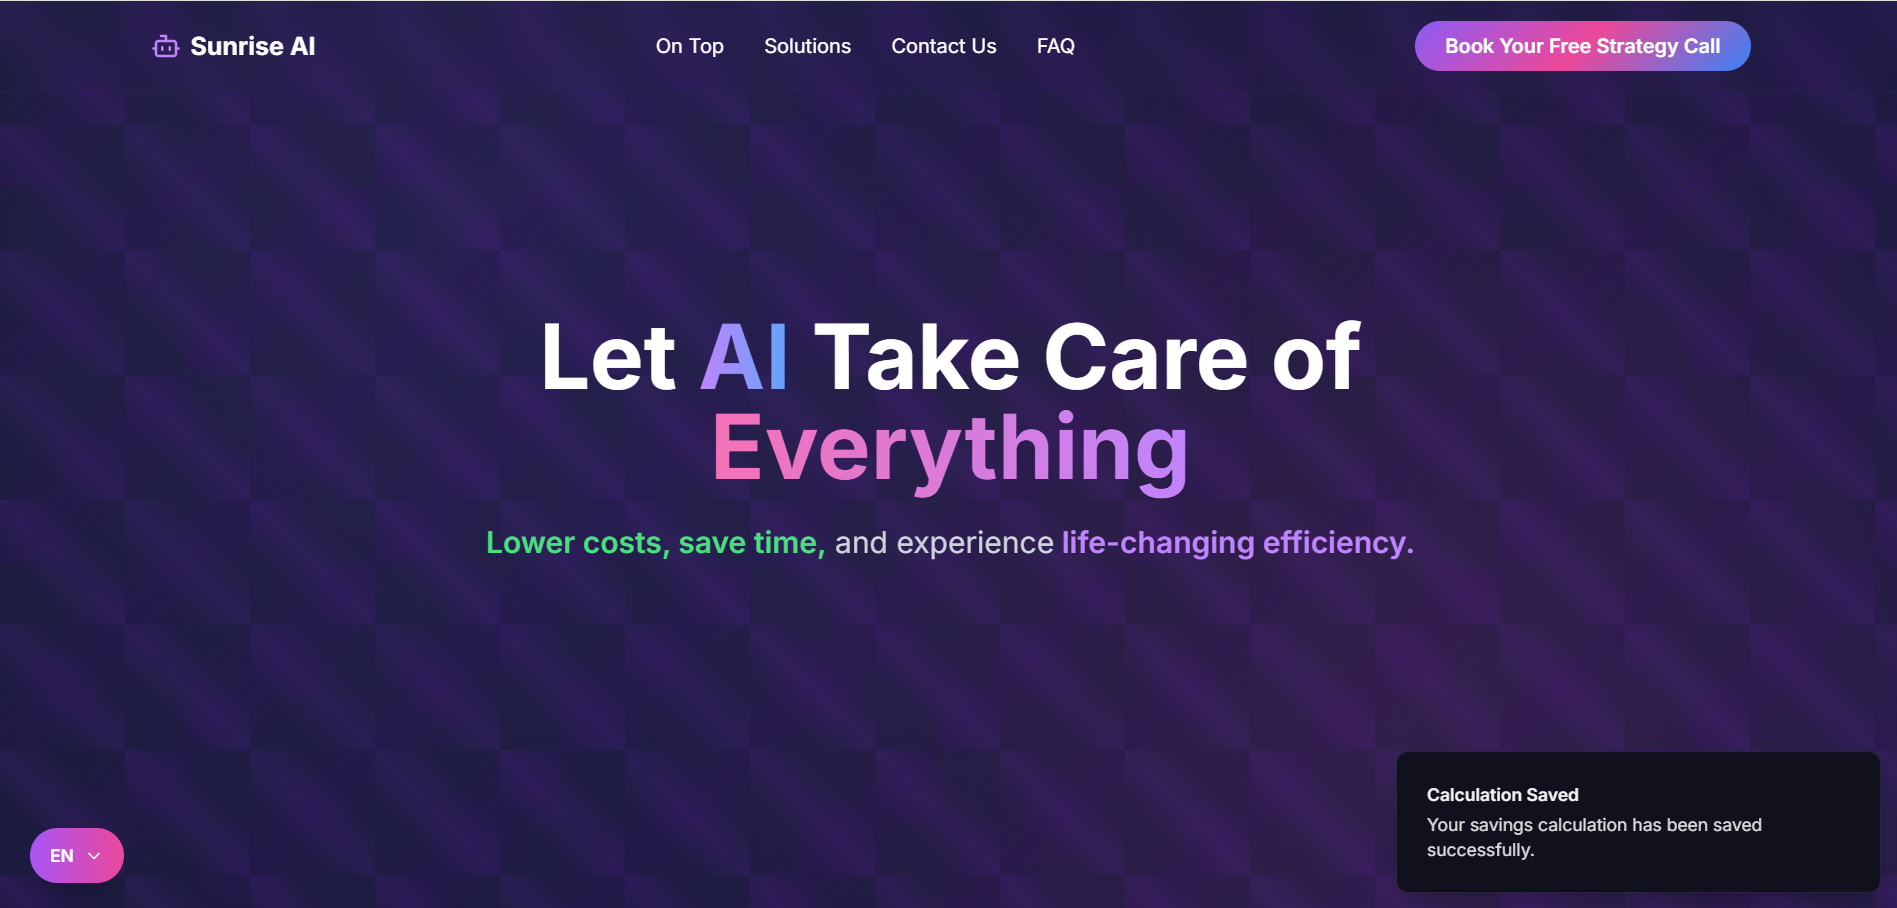 Sunrise AI
On Top
Solutions
Contact Us
FAQ
Book Your Free Strategy Call
Let AI Take Care of
Everything
Lower costs, save time, and experience life-changing efficiency.
Calculation Saved
Your savings calculation has been saved
successfully.
EN